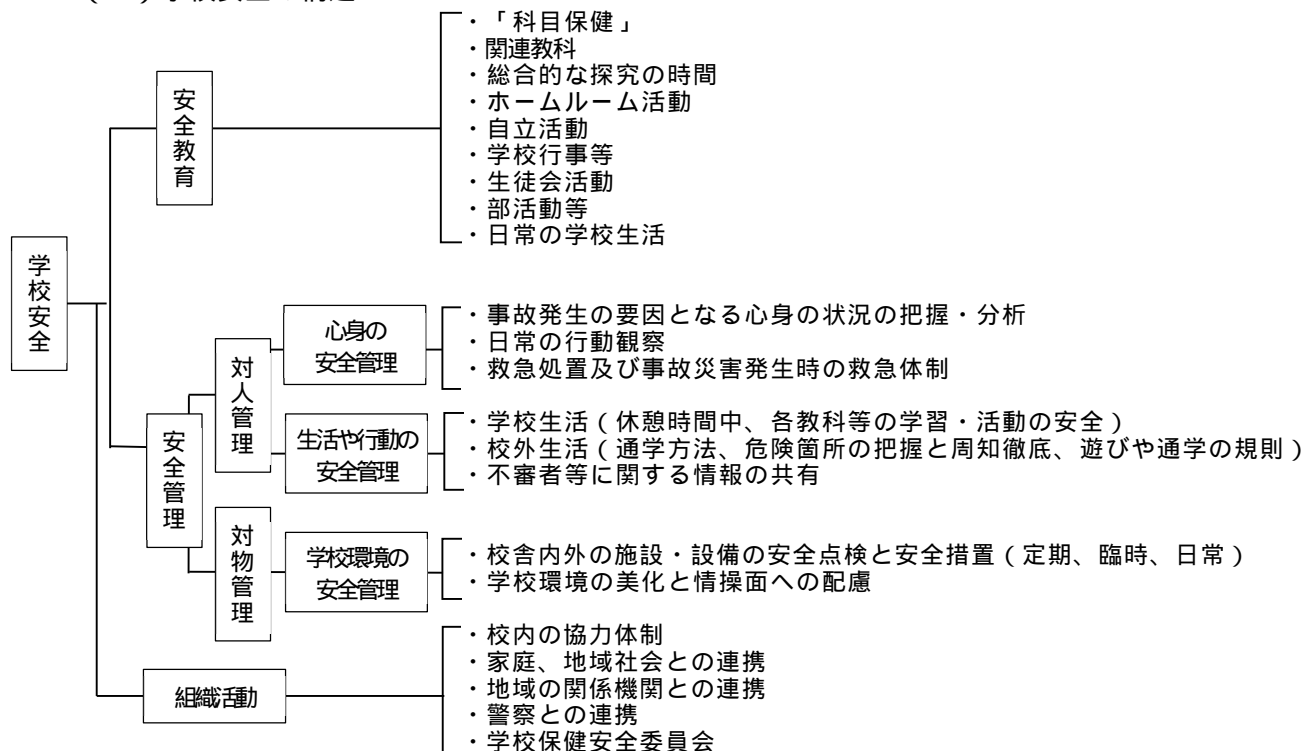 ・「科目保健」
・関連教科
・総合的な探究の時間
・ホームルーム活動
・自立活動
・学校行事等
・生徒会活動
・部活動等
・日常の学校生活
安全教育
学校安全
心身の
安全管理
・事故発生の要因となる心身の状況の把握・分析
・日常の行動観察
・救急処置及び事故災害発生時の救急体制
対人管理
生活や行動の
安全管理
・学校生活（休憩時間中、各教科等の学習・活動の安全）
・校外生活（通学方法、危険箇所の把握と周知徹底、遊びや通学の規則）
・不審者等に関する情報の共有
安全管理
対物管理
学校環境の
安全管理
・校舎内外の施設・設備の安全点検と安全措置（定期、臨時、日常）
・学校環境の美化と情操面への配慮
組織活動
・校内の協力体制
・家庭、地域社会との連携
・地域の関係機関との連携
・警察との連携
・学校保健安全委員会